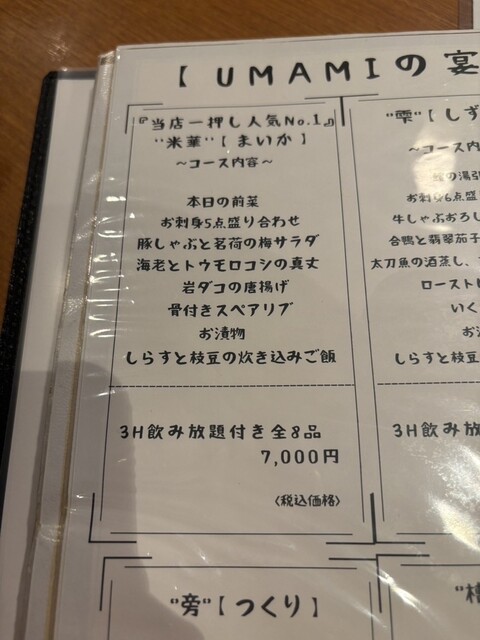 【 UMAMIの宴
『当店一押し人気No.1』
"米華"【 まいか 】
～コース内容～
本日の前菜
お刺身5点盛り合わせ
豚しゃぶと茗荷の梅サラダ
海老とトウモロコシの真丈
岩ダコの唐揚げ
骨付きスペアリブ
お漬物
しらすと枝豆の炊き込みご飯
3H飲み放題付き全8品
7,000円
〈税込価格〉
"雫"【 しず
～コース内
の湯引
お刺身6点盛
牛しゃぶおろし
合鴨と翡翠茄子
太刀魚の酒蒸し、
ロースト
いく
お
しらすと枝豆
3H飲み放
"旁"【 つくり 】